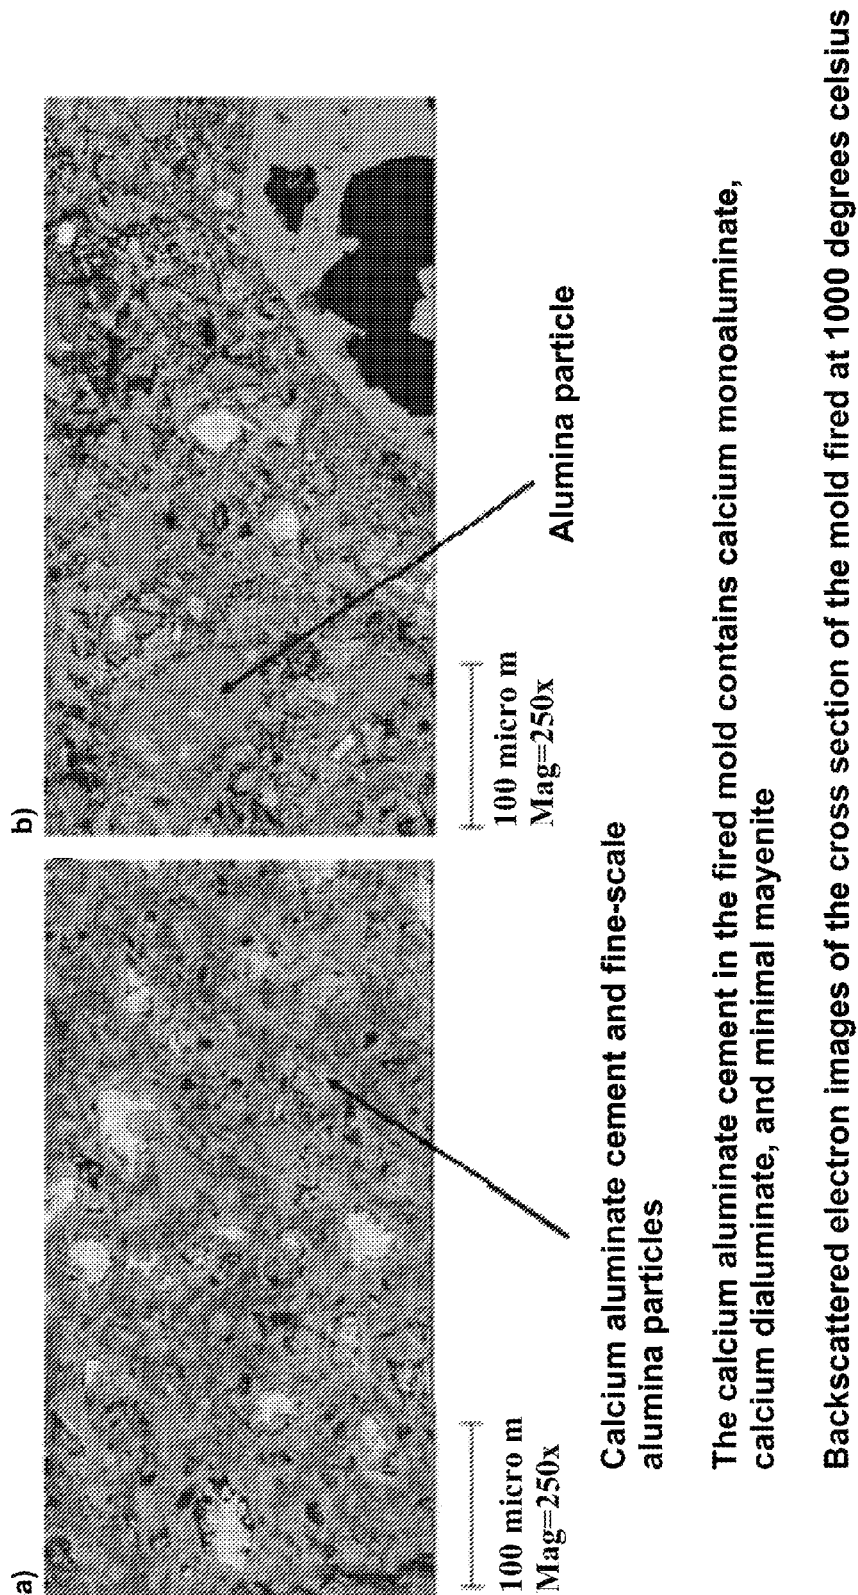 a)
b)
100 micro m
Mag=250x
100 micro m
Mag=250x
Alumina particle
Calcium aluminate cement and fine-scale
alumina particles
The calcium aluminate cement in the fired mold contains calcium monoaluminate,
calcium dialuminate, and minimal mayenite
Backscattered electron images of the cross section of the mold fired at 1000 degrees celsius